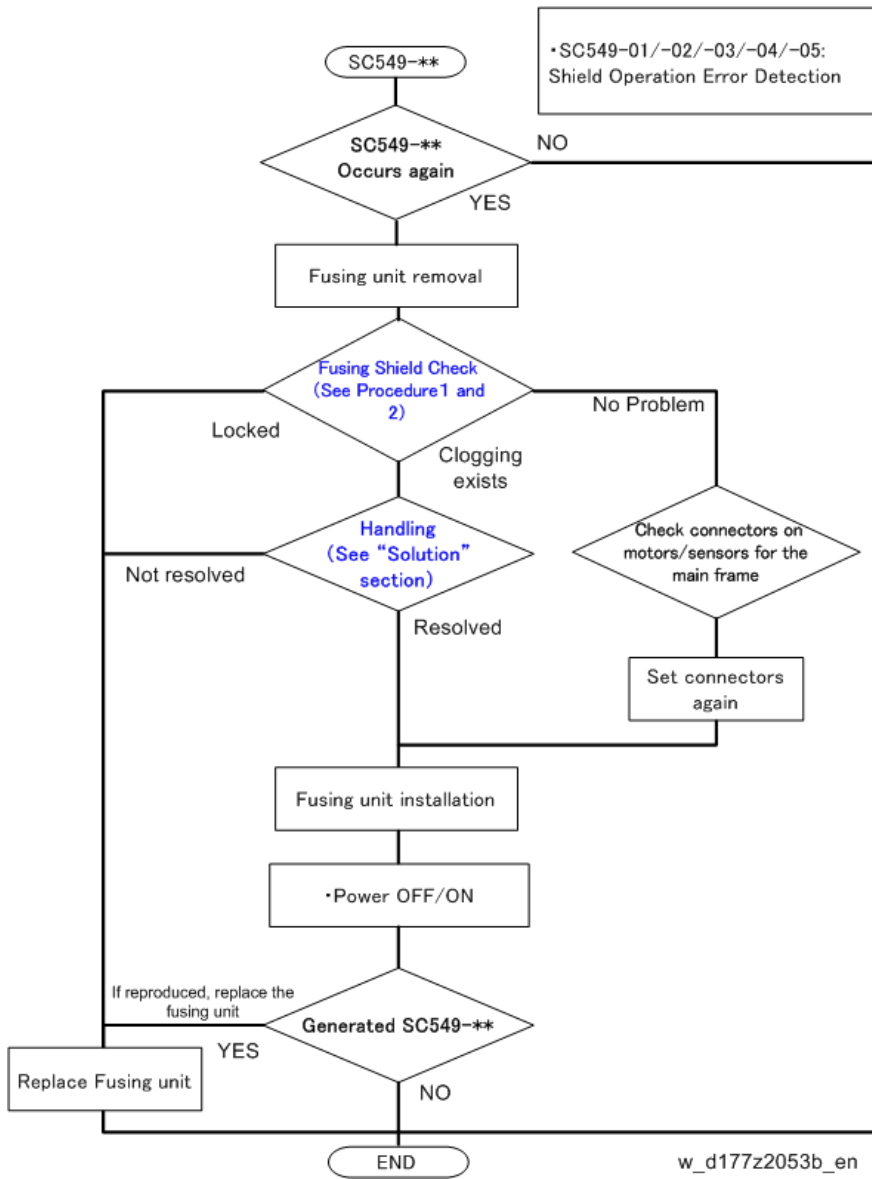 SC549-**
・SC549-01/-02/-03/-04/-05:
Shield Operation Error Detection
SC549-**
Occurs again
NO
YES
Fusing unit removal
Fusing Shield Check
(See Procedure1 and
2)
Locked
No Problem
Clogging
exists
Handling
(See “Solution”
section)
Check connectors on
motors/sensors for the
main frame
Not resolved
Resolved
Set connectors
again
Fusing unit installation
・Power OFF/ON
If reproduced, replace the
fusing unit
Generated SC549-**
YES
Replace Fusing unit
NO
END
w_d177z2053b_en